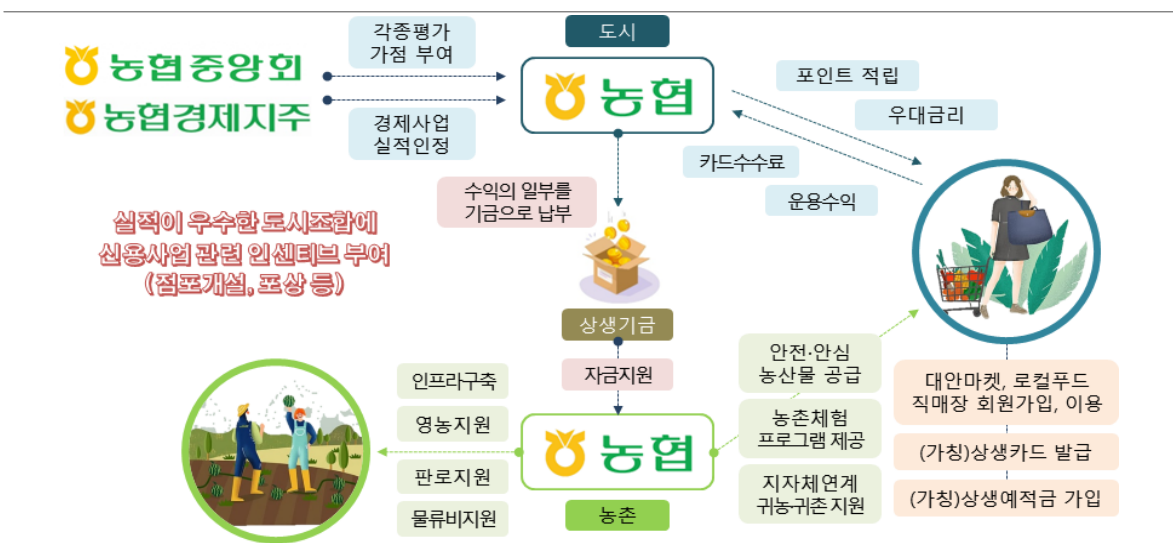 농협중앙회
농협경제지주
각종평가
가점 부여
경제사업
실적인정
도시
농협
포인트 적립
우대금리
카드수수료
운용수익
수익의 일부를
기금으로 납부
실적이 우수한 도시조합에
신용사업 관련 인센티브 부여
(점포개설, 포상 등)
상생기금
자금지원
인프라구축
영농지원
판로지원
물류비지원
농협
농촌
안전·안심
농산물 공급
농촌체험
프로그램 제공
지자체연계
귀농·귀촌 지원
대안마켓, 로컬푸드
직매장 회원가입, 이용
(가칭)상생카드 발급
(가칭)상생예적금 가입